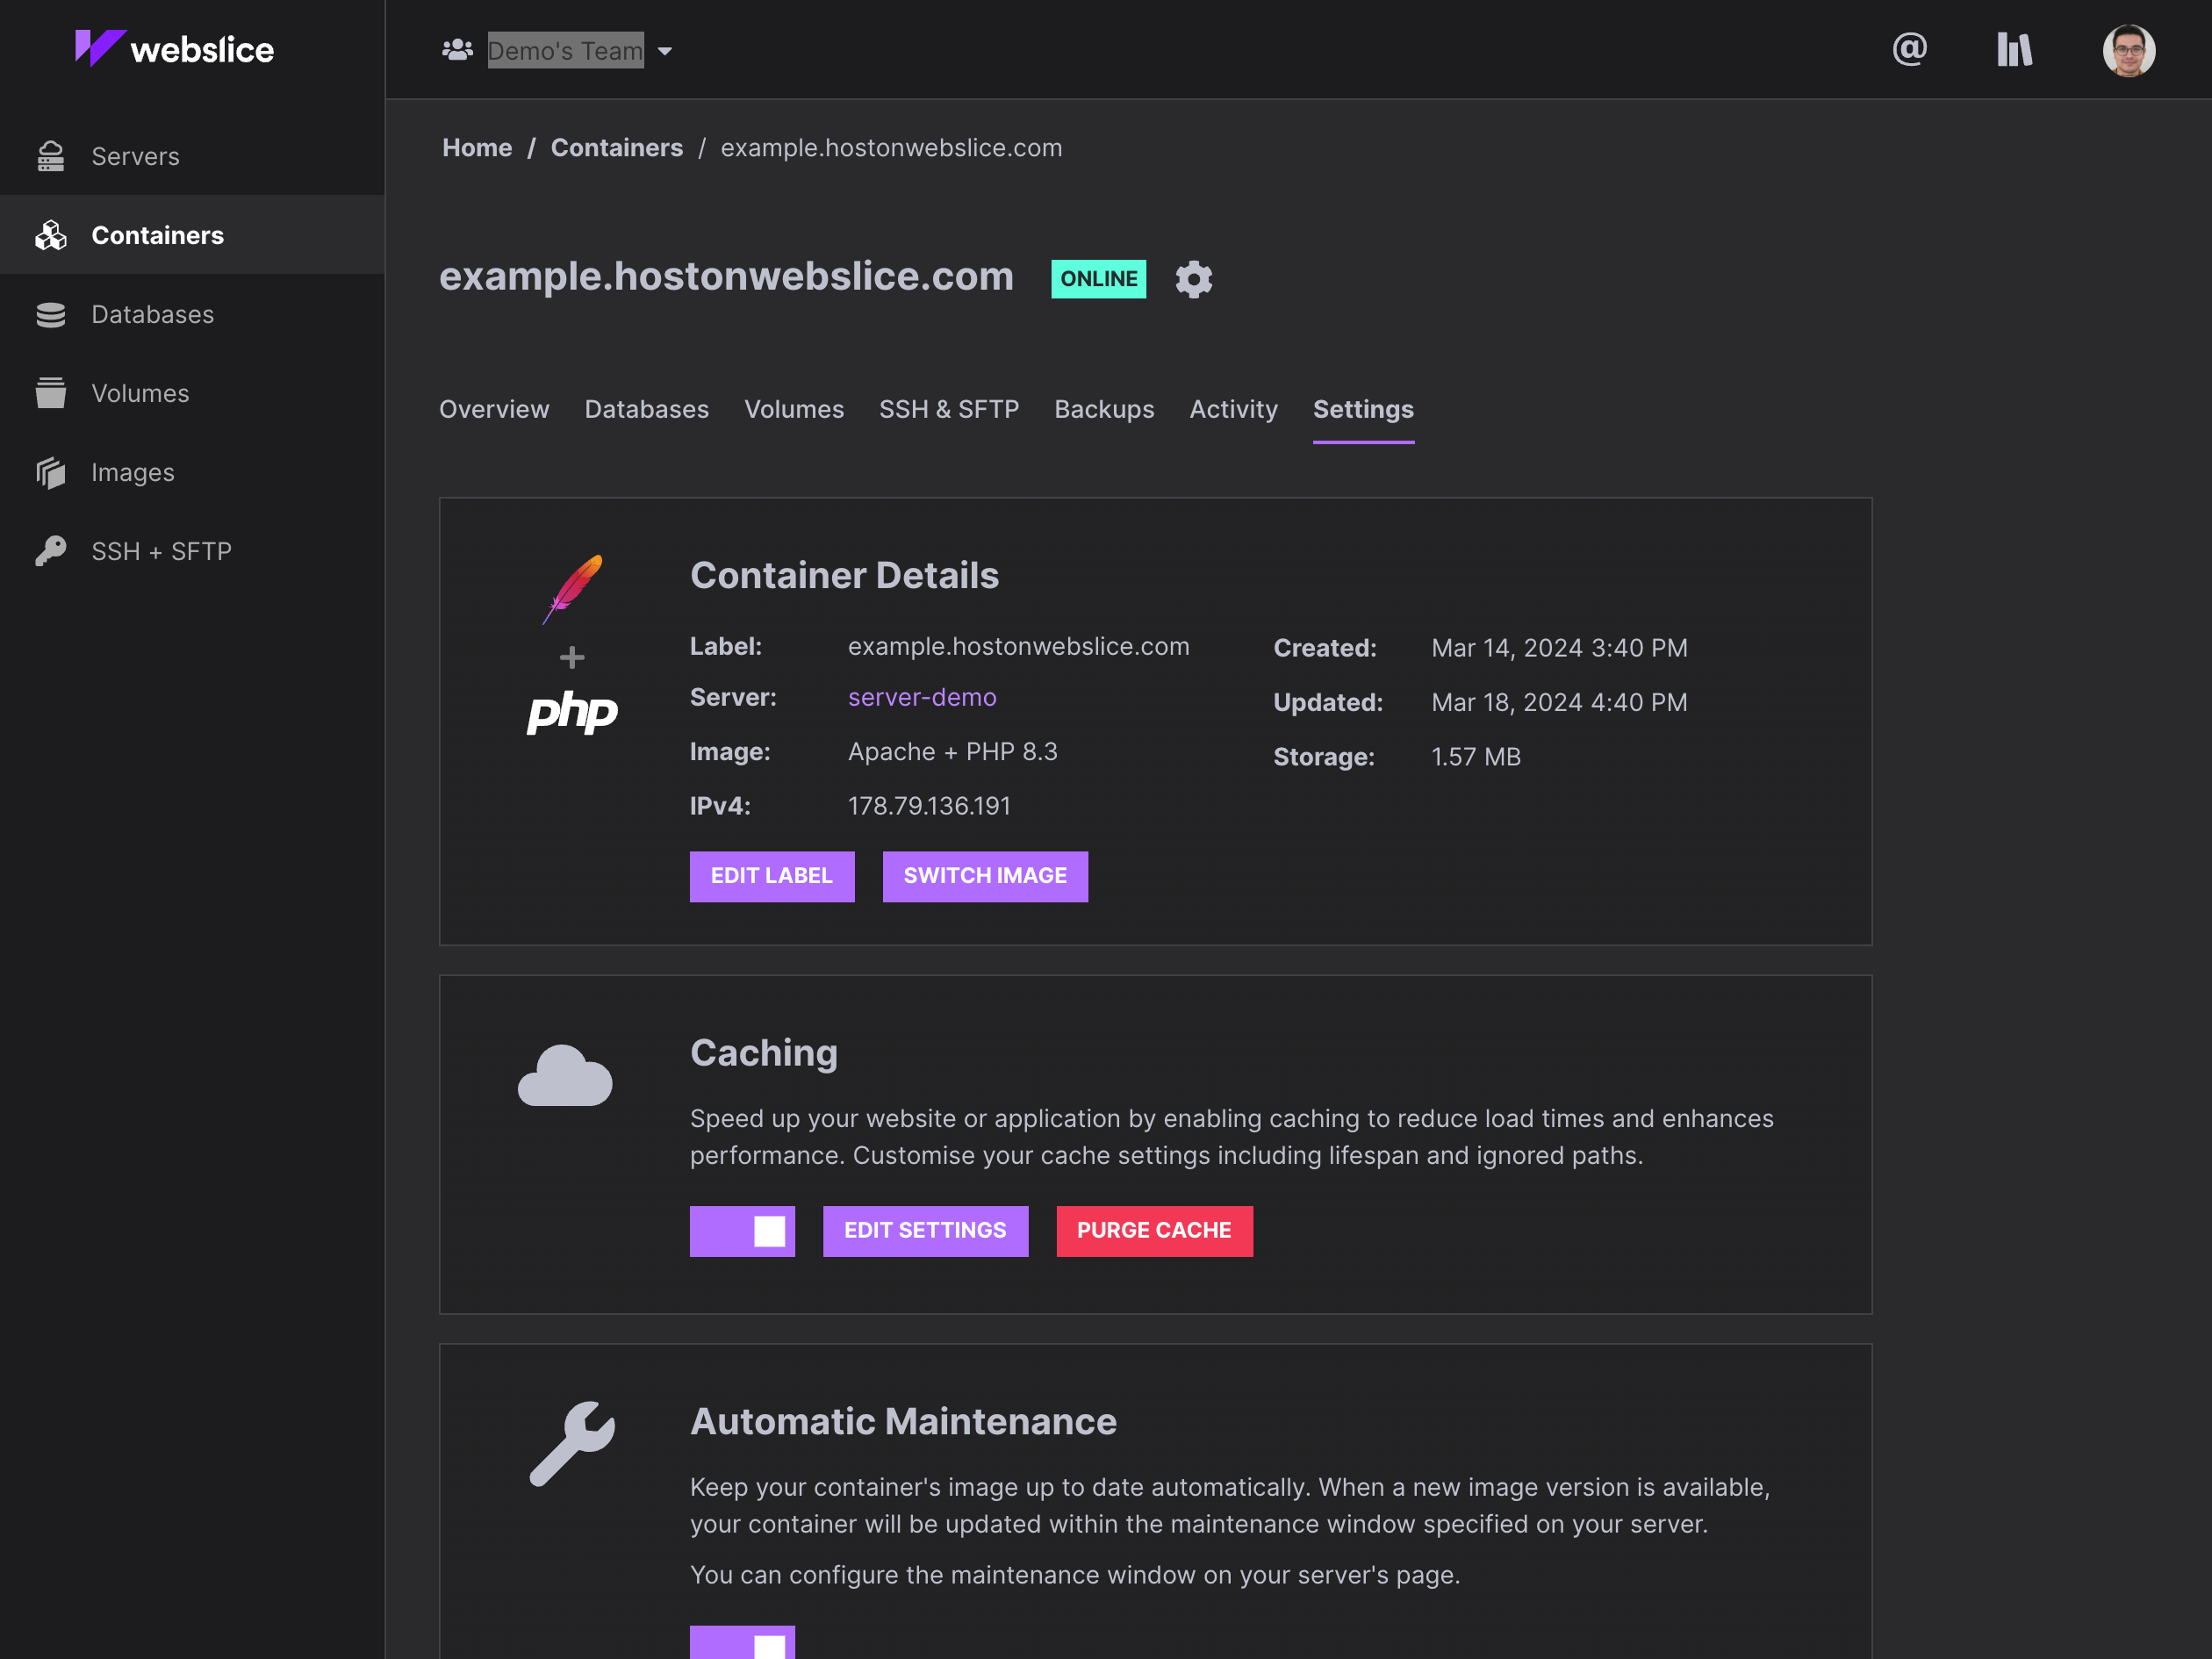 webslice
Demo's Team
@
Servers
Containers
Databases
Volumes
Images
SSH + SFTP
Home / Containers / example.hostonwebslice.com
example.hostonwebslice.com ONLINE
Overview Databases Volumes SSH & SFTP Backups Activity Settings
Container Details
Label: example.hostonwebslice.com
Server: server-demo
Image: Apache + PHP 8.3
IPv4: 178.79.136.191
Created: Mar 14, 2024 3:40 PM
Updated: Mar 18, 2024 4:40 PM
Storage: 1.57 MB
+
php
EDIT LABEL SWITCH IMAGE
Caching
Speed up your website or application by enabling caching to reduce load times and enhances
performance. Customise your cache settings including lifespan and ignored paths.
EDIT SETTINGS PURGE CACHE
Automatic Maintenance
Keep your container's image up to date automatically. When a new image version is available,
your container will be updated within the maintenance window specified on your server.
You can configure the maintenance window on your server's page.